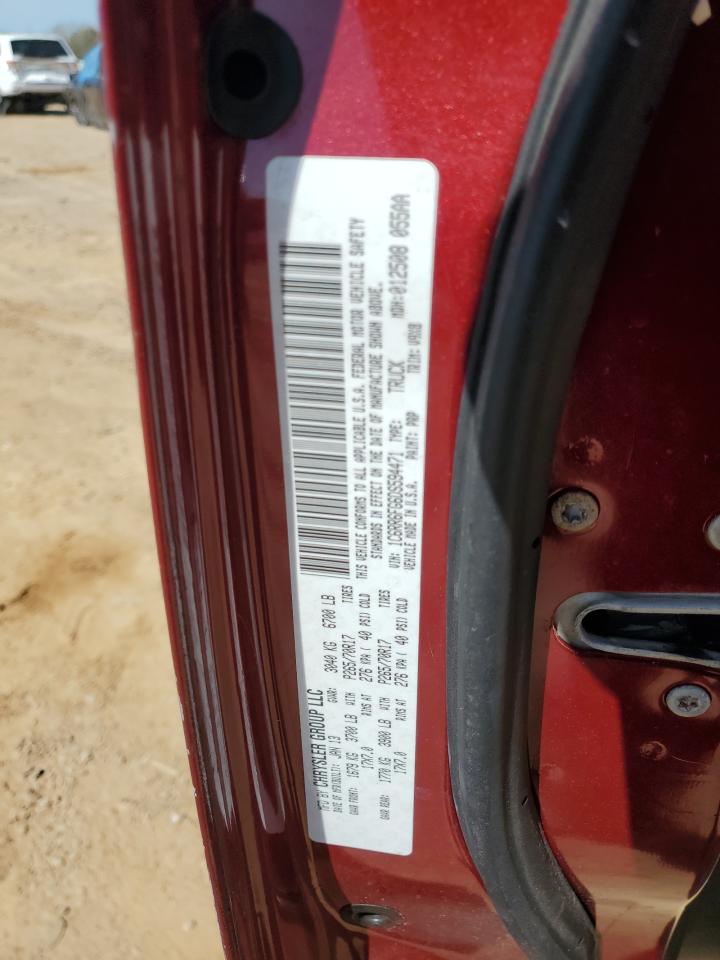 MFD BY CHRYSLER GROUP LLC
DATE OF MFR(BUILT): JAN 13 GVWR: 3040 KG 6700 LB
GAWR FRONT: 1679 KG 3700 LB WITH P265/70R17 TIRES
17X7.0 RIMS AT 276 KPA ( 40 PSI) COLD
GAWR REAR: 1770 KG 3900 LB WITH P265/70R17 TIRES
17X7.0 RIMS AT 276 KPA ( 40 PSI) COLD
THIS VEHICLE CONFORMS TO ALL APPLICABLE U.S.A. FEDERAL MOTOR VEHICLE SAFETY
STANDARDS IN EFFECT ON THE DATE OF MANUFACTURE SHOWN ABOVE.
VIN: 1C6RR6FG6DS594471 TYPE: TRUCK MDH: 012508 055AA
VEHICLE MADE IN U.S.A. PAINT: PRP TRIM: V9X8